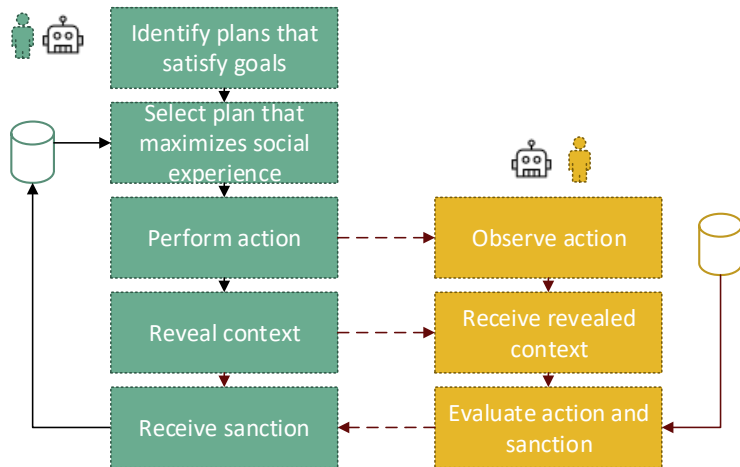 Identify plans that
satisfy goals
Select plan that
maximizes social
experience
Perform action
Observe action
Reveal context
Receive revealed
context
Receive sanction
Evaluate action and
sanction